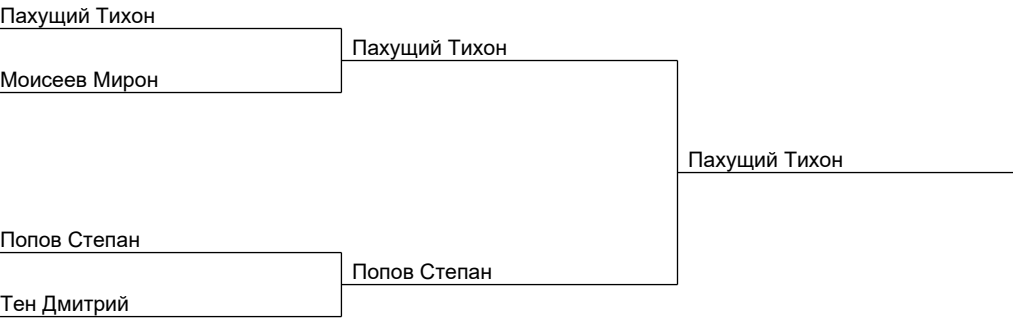 Пахущий Тихон
Пахущий Тихон
Моисеев Мирон
Пахущий Тихон
Попов Степан
Попов Степан
Тен Дмитрий